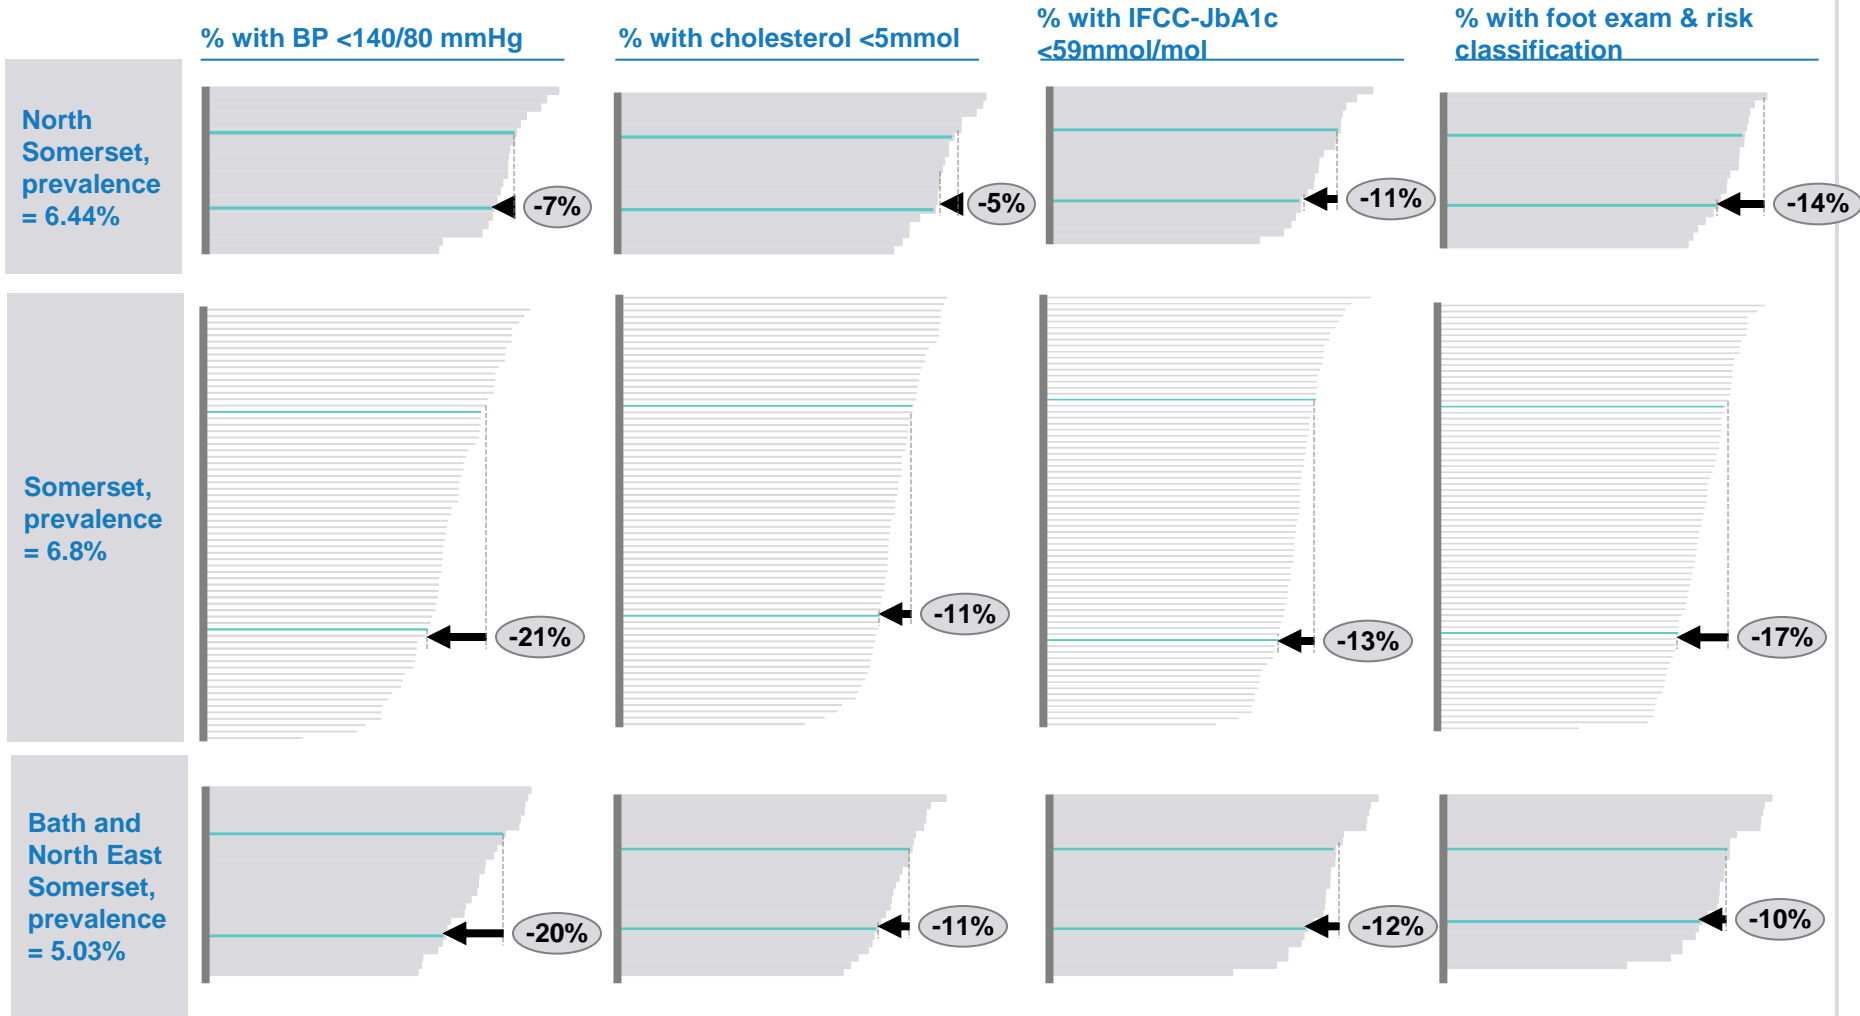 % with BP <140/80 mmHg
% with cholesterol <5mmol
% with IFCC-JbA1c
<59mmol/mol
% with foot exam & risk
classification
North
Somerset,
prevalence
= 6.44%
-7%
-5%
-11%
-14%
Somerset,
prevalence
= 6.8%
-21%
-11%
-13%
-17%
Bath and
North East
Somerset,
prevalence
= 5.03%
-20%
-11%
-12%
-10%